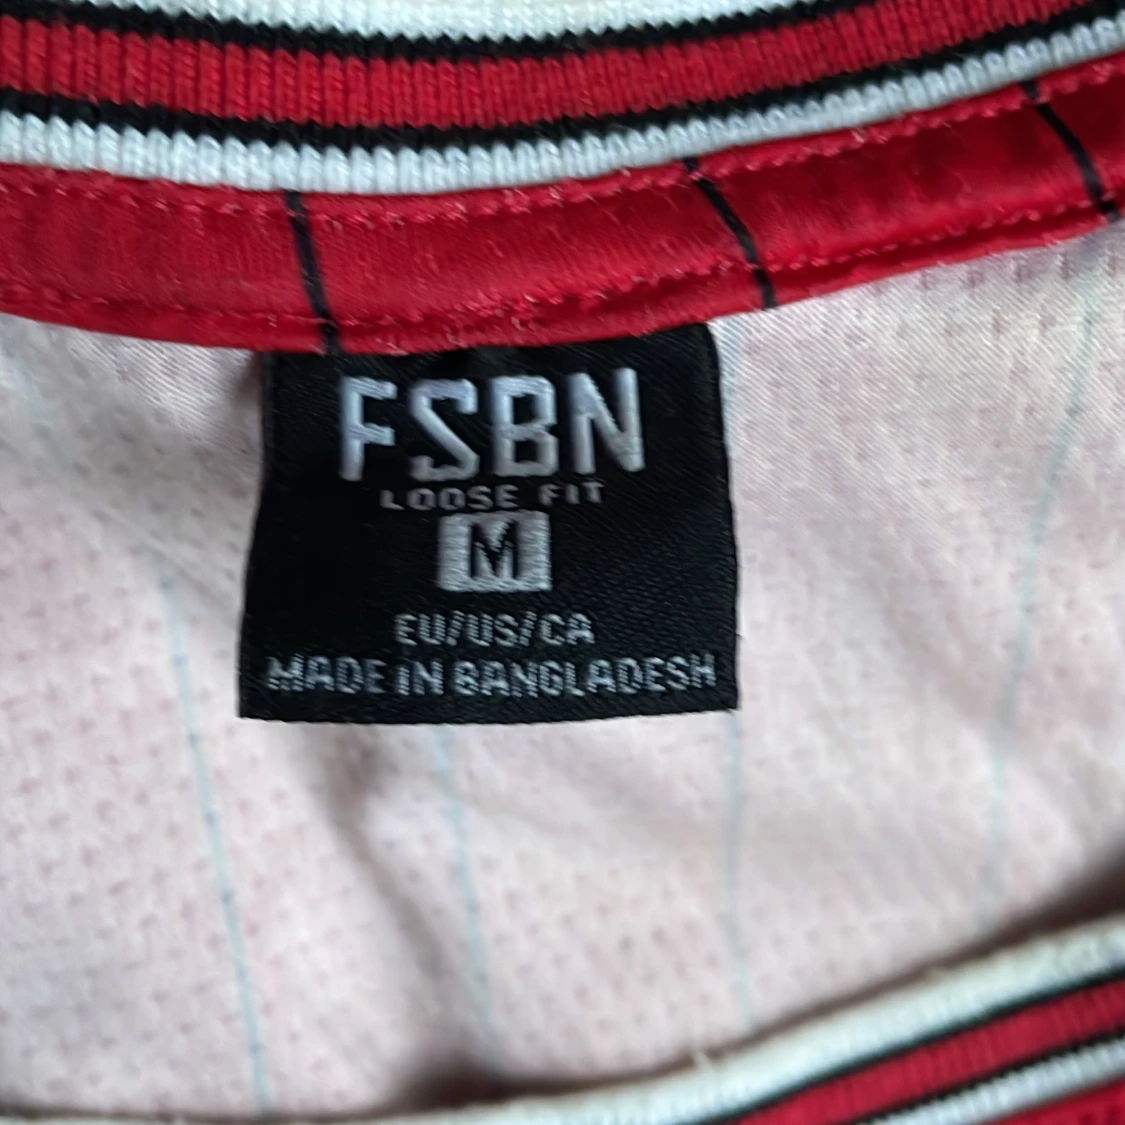 FSBN
LOOSE FIT
M
EU/US/CA
MADE IN BANGLADESH